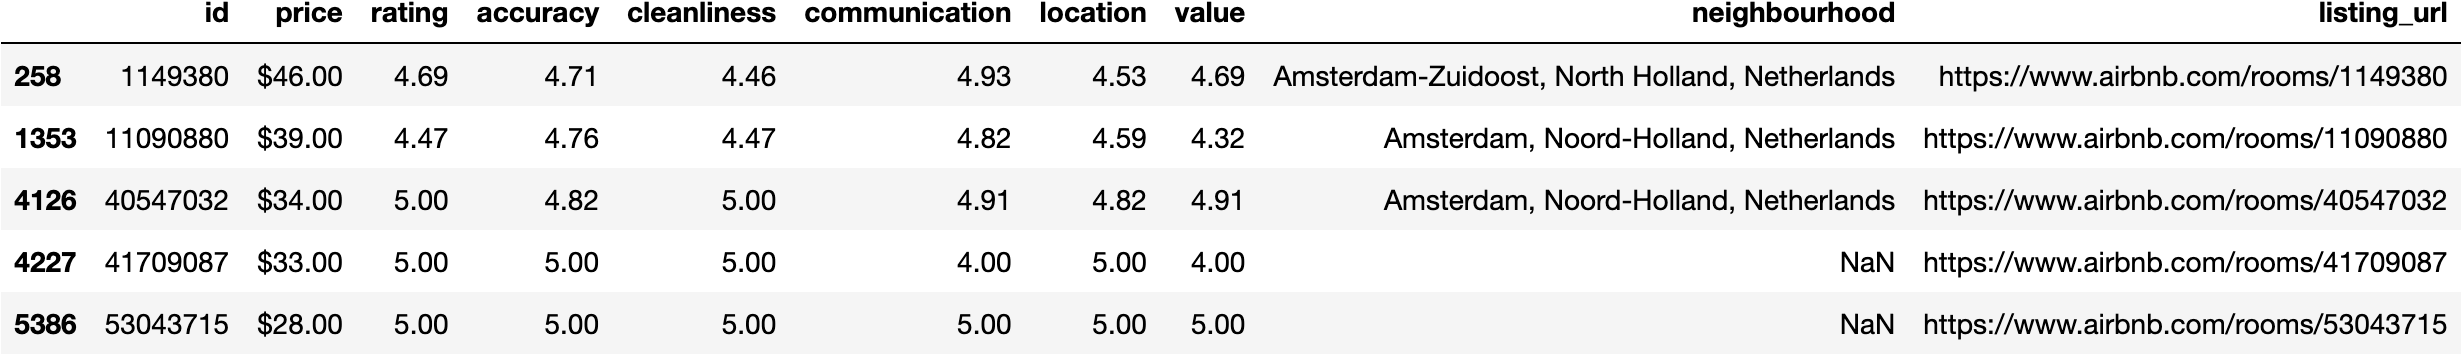 id price rating accuracy cleanliness communication location value neighbourhood listing_url
258 1149380 $46.00 4.69 4.71 4.46 4.93 4.53 4.69 Amsterdam-Zuidoost, North Holland, Netherlands https://www.airbnb.com/rooms/1149380
1353 11090880 $39.00 4.47 4.76 4.47 4.82 4.59 4.32 Amsterdam, Noord-Holland, Netherlands https://www.airbnb.com/rooms/11090880
4126 40547032 $34.00 5.00 4.82 5.00 4.91 4.82 4.91 Amsterdam, Noord-Holland, Netherlands https://www.airbnb.com/rooms/40547032
4227 41709087 $33.00 5.00 5.00 5.00 4.00 5.00 4.00 NaN https://www.airbnb.com/rooms/41709087
5386 53043715 $28.00 5.00 5.00 5.00 5.00 5.00 5.00 NaN https://www.airbnb.com/rooms/53043715